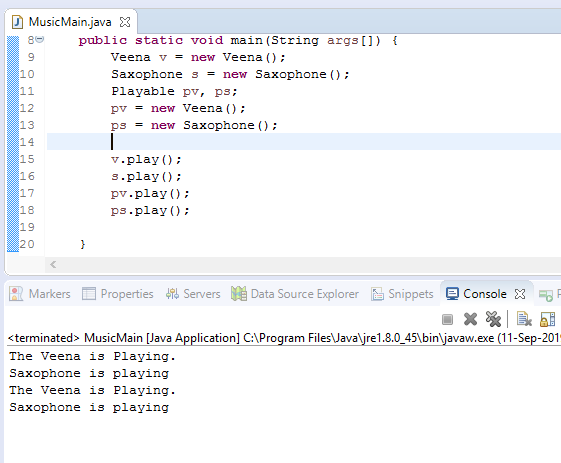 MusicMain.java
8 public static void main(String args[]) {
9 Veena v = new Veena();
10 Saxophone s = new Saxophone();
11 Playable pv, ps;
12 pv = new Veena();
13 ps = new Saxophone();
14
15 v.play();
16 s.play();
17 pv.play();
18 ps.play();
19
20 }
Markers Properties Servers Data Source Explorer Snippets Console
<terminated> MusicMain [Java Application] C:\Program Files\Java\jre1.8.0_45\bin\javaw.exe (11-Sep-2019
The Veena is Playing.
Saxophone is playing
The Veena is Playing.
Saxophone is playing